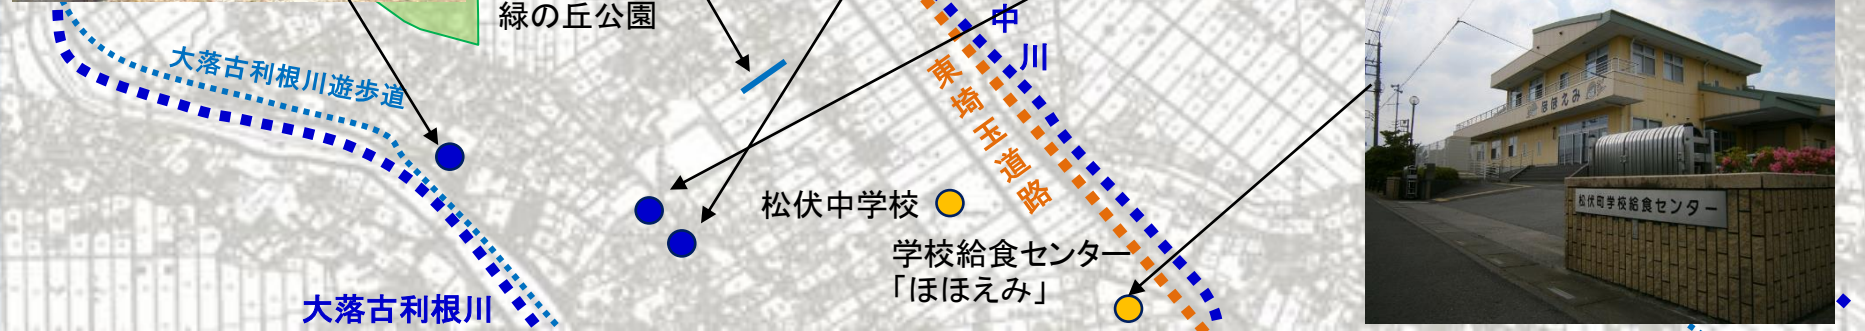 緑の丘公園
中川
大落古利根川遊歩道
東埼玉道路
松伏中学校
学校給食センター
「ほほえみ」
大落古利根川
ほほえみ
松伏町学校給食センター